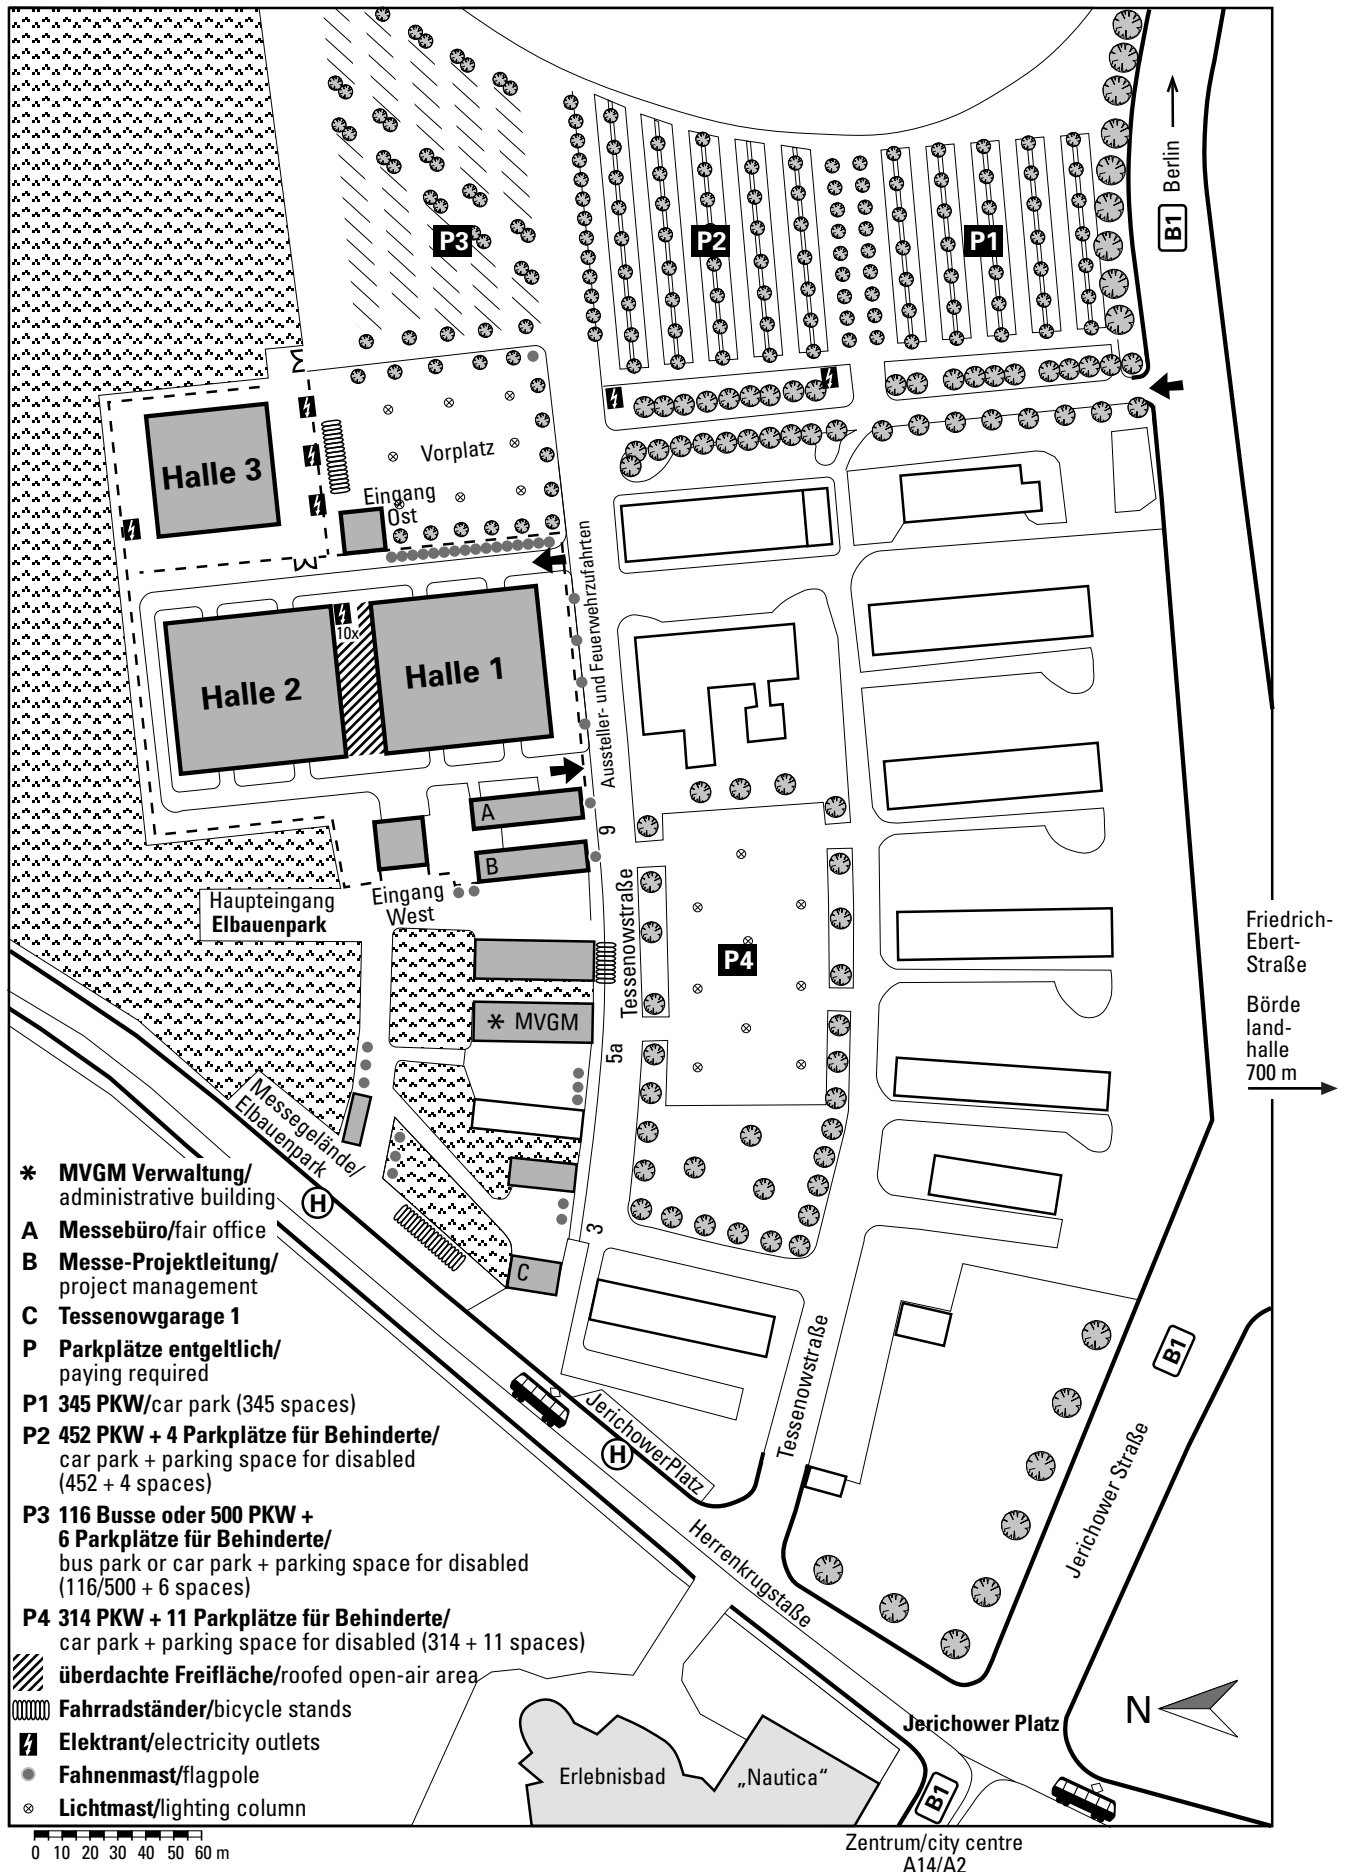 B1 Berlin
P3
P2
P1
Halle 3
Vorplatz
Eingang
Ost
Halle 2
10x
Halle 1
Aussteller- und Feuerwehrzufahrten
A
B
9
Haupteingang
Elbauenpark
Eingang
West
Tessenowstraße
P4
Friedrich-
Ebert-
Straße
Börde
land-
halle
700 m
* MVGM
5a
Messegelände/
Elbauenpark
H
3
C
* MVGM Verwaltung/
administrative building
A Messebüro/fair office
B Messe-Projektleitung/
project management
C Tessenowgarage 1
P Parkplätze entgeltlich/
paying required
P1 345 PKW/car park (345 spaces)
P2 452 PKW + 4 Parkplätze für Behinderte/
car park + parking space for disabled
(452 + 4 spaces)
P3 116 Busse oder 500 PKW +
6 Parkplätze für Behinderte/
bus park or car park + parking space for disabled
(116/500 + 6 spaces)
P4 314 PKW + 11 Parkplätze für Behinderte/
car park + parking space for disabled (314 + 11 spaces)
überdachte Freifläche/roofed open-air area
Fahrradständer/bicycle stands
Elektrant/electricity outlets
Fahnenmast/flagpole
Lichtmast/lighting column
0 10 20 30 40 50 60 m
JerichowerPlatz
H
Tessenowstraße
B1
Jerichower Straße
Herrenkrugstaße
Jerichower Platz
N
Erlebnisbad
„Nautica“
B1
Zentrum/city centre
A14/A2